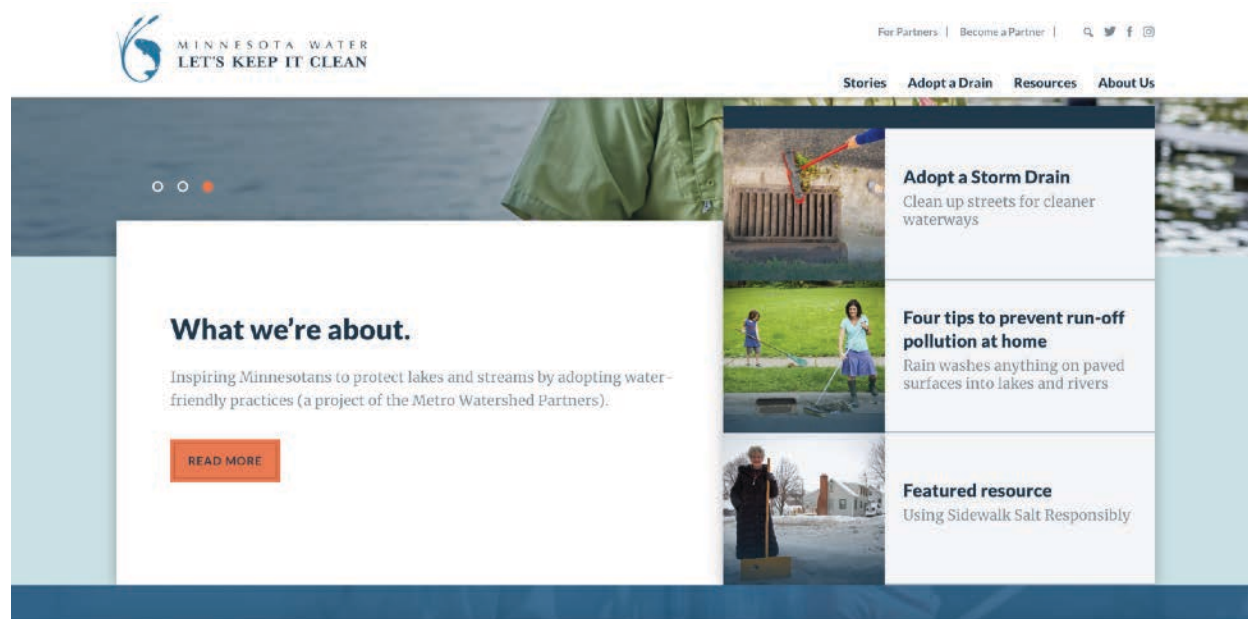 MINNESOTA WATER
LET'S KEEP IT CLEAN
For Partners | Become a Partner |
Stories Adopt a Drain Resources About Us
What we're about.
Inspiring Minnesotans to protect lakes and streams by adopting water-
friendly practices (a project of the Metro Watershed Partners).
READ MORE
Adopt a Storm Drain
Clean up streets for cleaner
waterways
Four tips to prevent run-off
pollution at home
Rain washes anything on paved
surfaces into lakes and rivers
Featured resource
Using Sidewalk Salt Responsibly